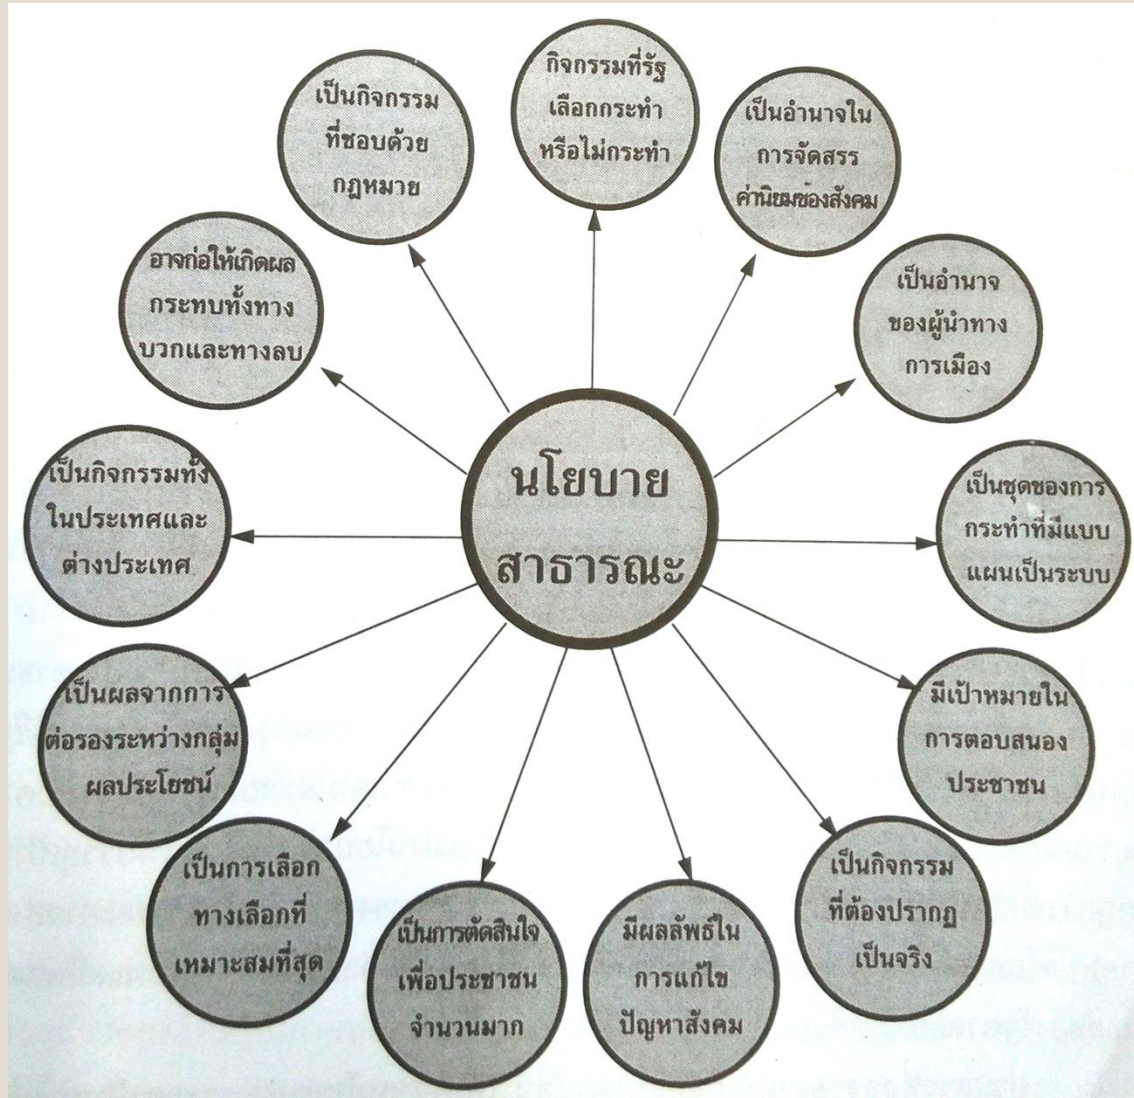 นโยบาย
สาธารณะ
กิจกรรมที่รัฐ
เลือกกระทำ
หรือไม่กระทำ
เป็นอำนาจใน
การจัดสรร
ค่านิยมของสังคม
เป็นอำนาจ
ของผู้นำทาง
การเมือง
เป็นชุดของการ
กระทำที่มีแบบ
แผนเป็นระบบ
มีเป้าหมายใน
การตอบสนอง
ประชาชน
เป็นกิจกรรม
ที่ต้องปรากฏ
เป็นจริง
มีผลลัพธ์ใน
การแก้ไข
ปัญหาสังคม
เป็นการตัดสินใจ
เพื่อประชาชน
จำนวนมาก
เป็นการเลือก
ทางเลือกที่
เหมาะสมที่สุด
เป็นผลจากการ
ต่อรองระหว่างกลุ่ม
ผลประโยชน์
เป็นกิจกรรมทั้ง
ในประเทศและ
ต่างประเทศ
อาจก่อให้เกิดผล
กระทบทั้งทาง
บวกและทางลบ
เป็นกิจกรรม
ที่ชอบด้วย
กฎหมาย